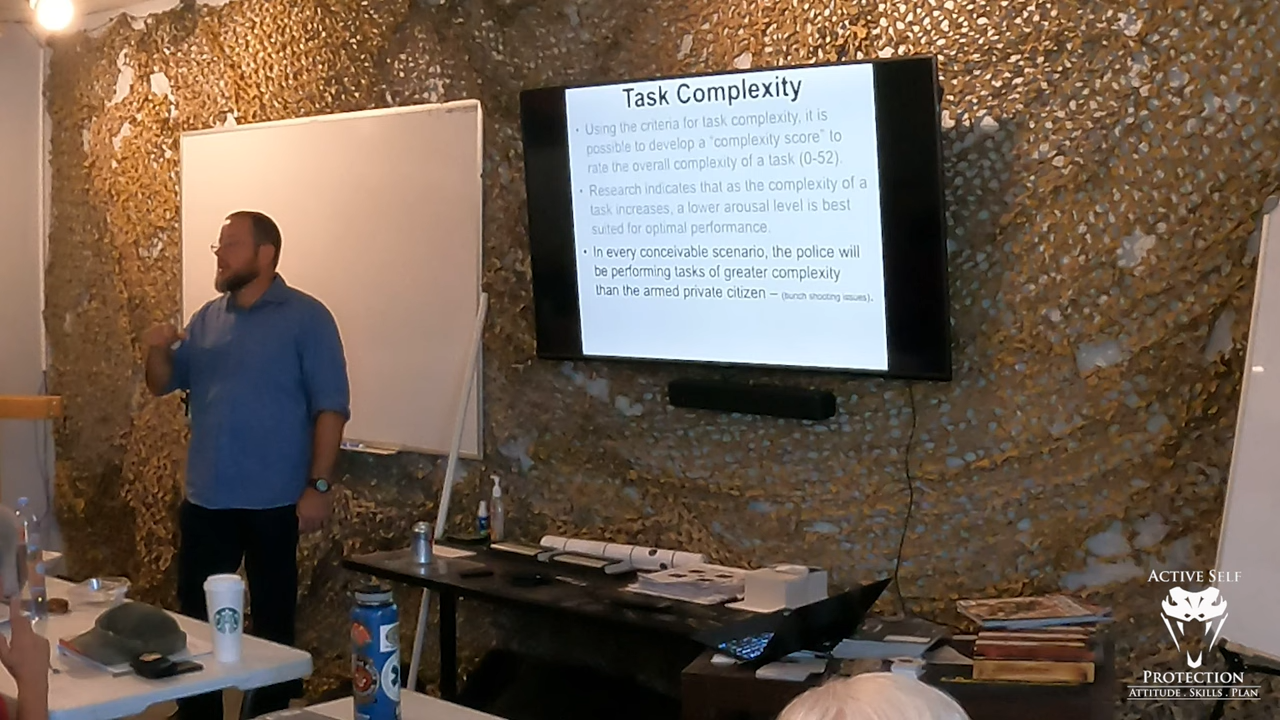 Task Complexity
• Using the criteria for task complexity, it is
possible to develop a "complexity score" to
rate the overall complexity of a task (0-52).
• Research indicates that as the complexity of a
task increases, a lower arousal level is best
suited for optimal performance.
• In every conceivable scenario, the police will
be performing tasks of greater complexity
than the armed private citizen – (bunch shooting issues).
ACTIVE SELF
PROTECTION
ATTITUDE . SKILLS . PLAN